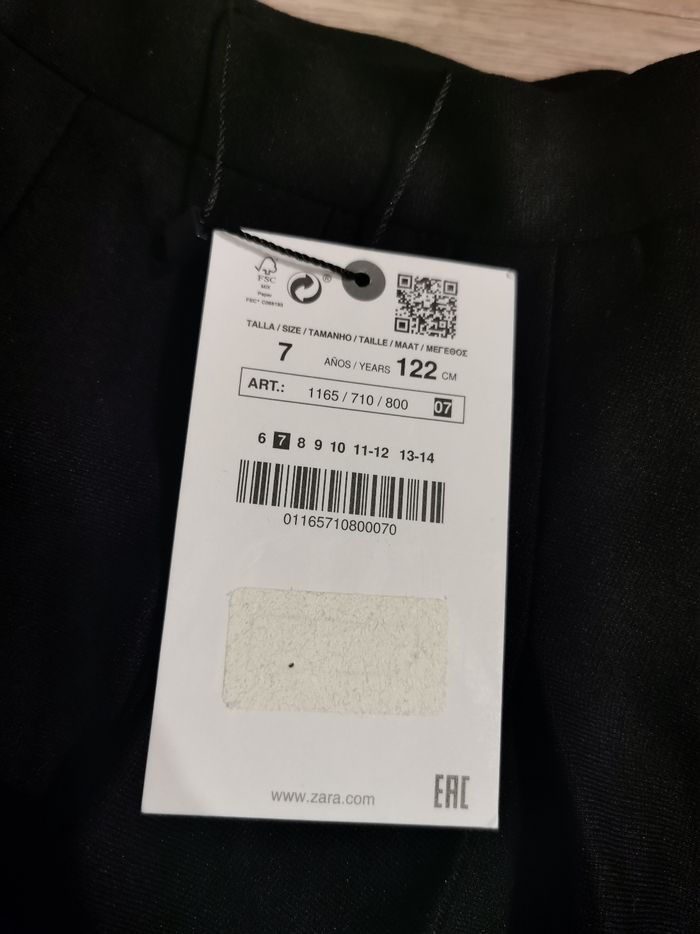 FSC
MIX
Paper
FSC® C068193
®
TALLA / SIZE / TAMANHO / TAILLE / MAAT / ΜΕΓΕΘΟΣ
7 AÑOS / YEARS 122 CM
ART.: 1165 / 710 / 800 07
6 7 8 9 10 11-12 13-14
01165710800070
www.zara.com
EAC